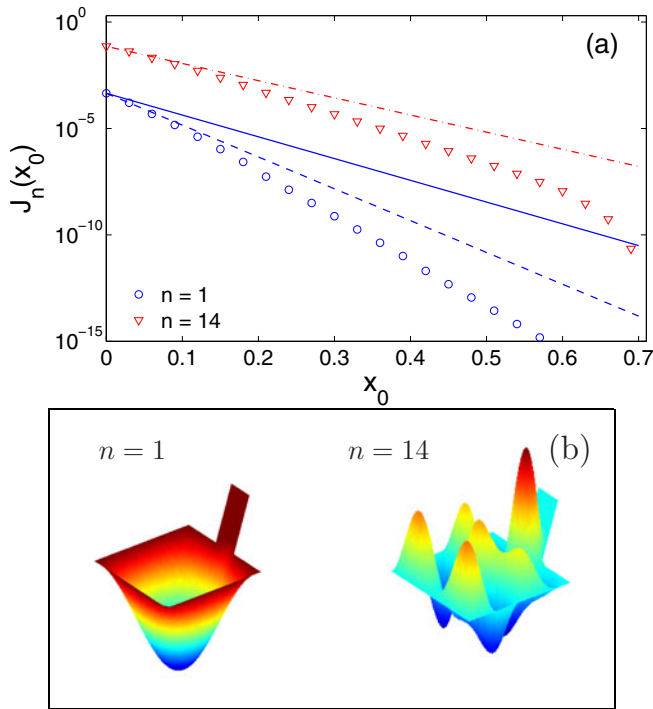 (a)
10^0
10^-5
10^-10
10^-15
J_n(x_0)
n = 1
n = 14
0 0.1 0.2 0.3 0.4 0.5 0.6 0.7
x_0
n = 1 n = 14 (b)